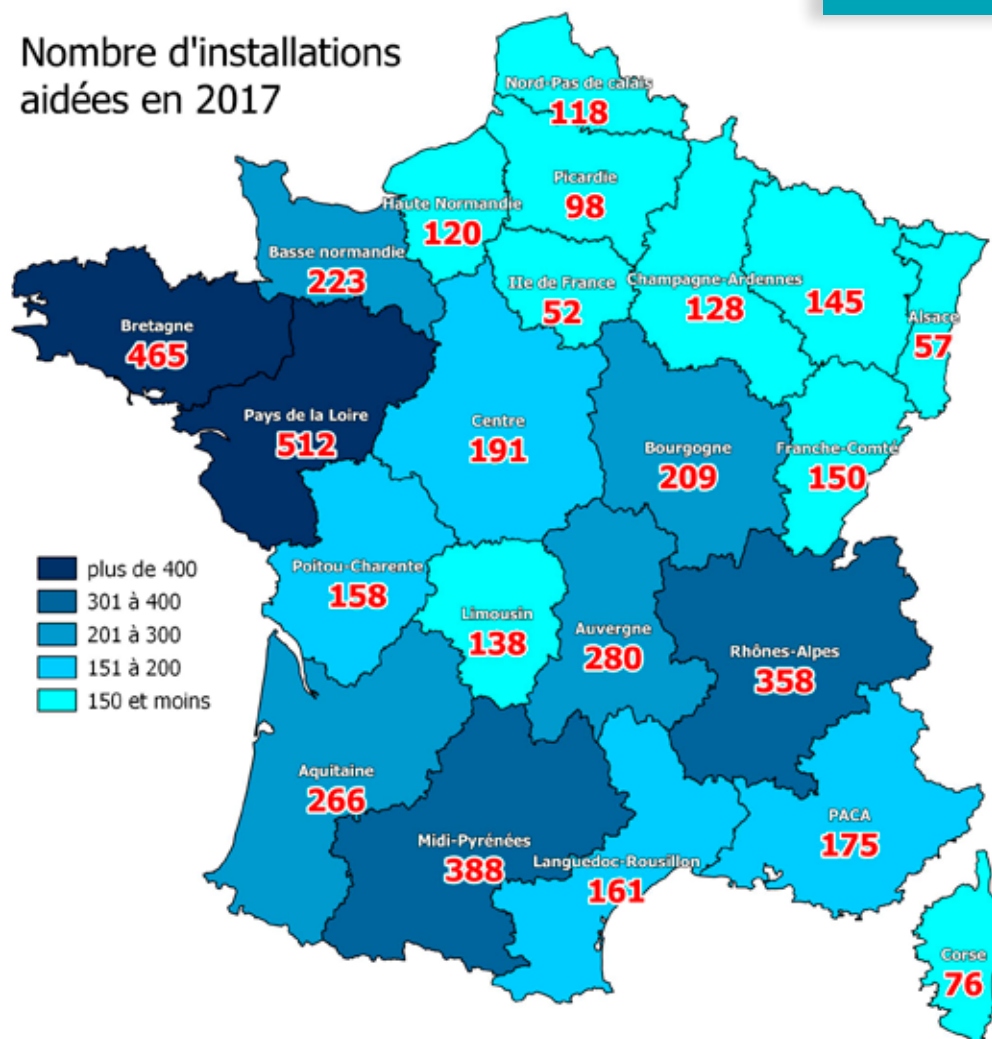 Nombre d'installations
aidées en 2017
Nord-Pas de calais
118
Picardie
98
Haute Normandie
120
Basse normandie
223
Ile de France
52
Champagne-Ardennes
128
145
Alsace
57
Bretagne
465
Pays de la Loire
512
Centre
191
Bourgogne
209
Franche-Comté
150
plus de 400
301 à 400
201 à 300
151 à 200
150 et moins
Poitou-Charente
158
Limousin
138
Auvergne
280
Rhônes-Alpes
358
Aquitaine
266
Midi-Pyrénées
388
Languedoc-Rousillon
161
PACA
175
Corse
76